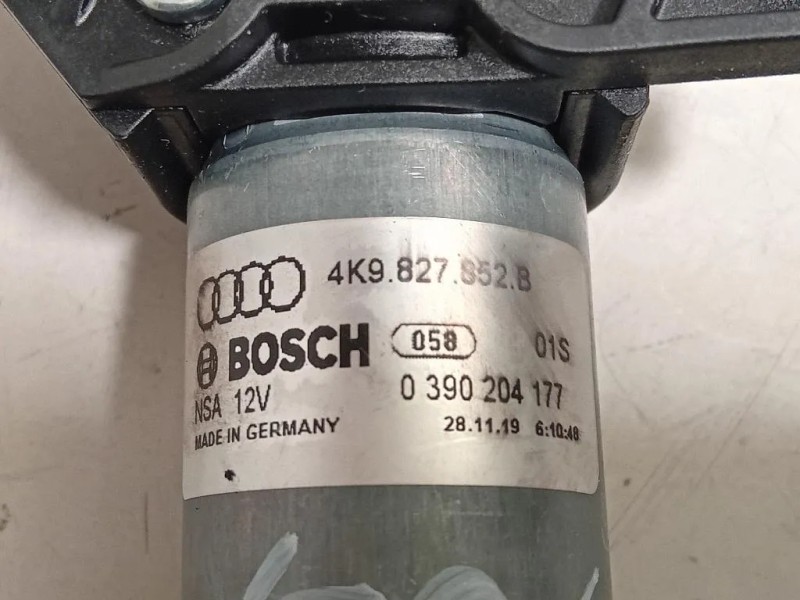 4K9.827.852.B
BOSCH 058 01S
NSA 12V 0 390 204 177
MADE IN GERMANY 28.11.19 6:10:48